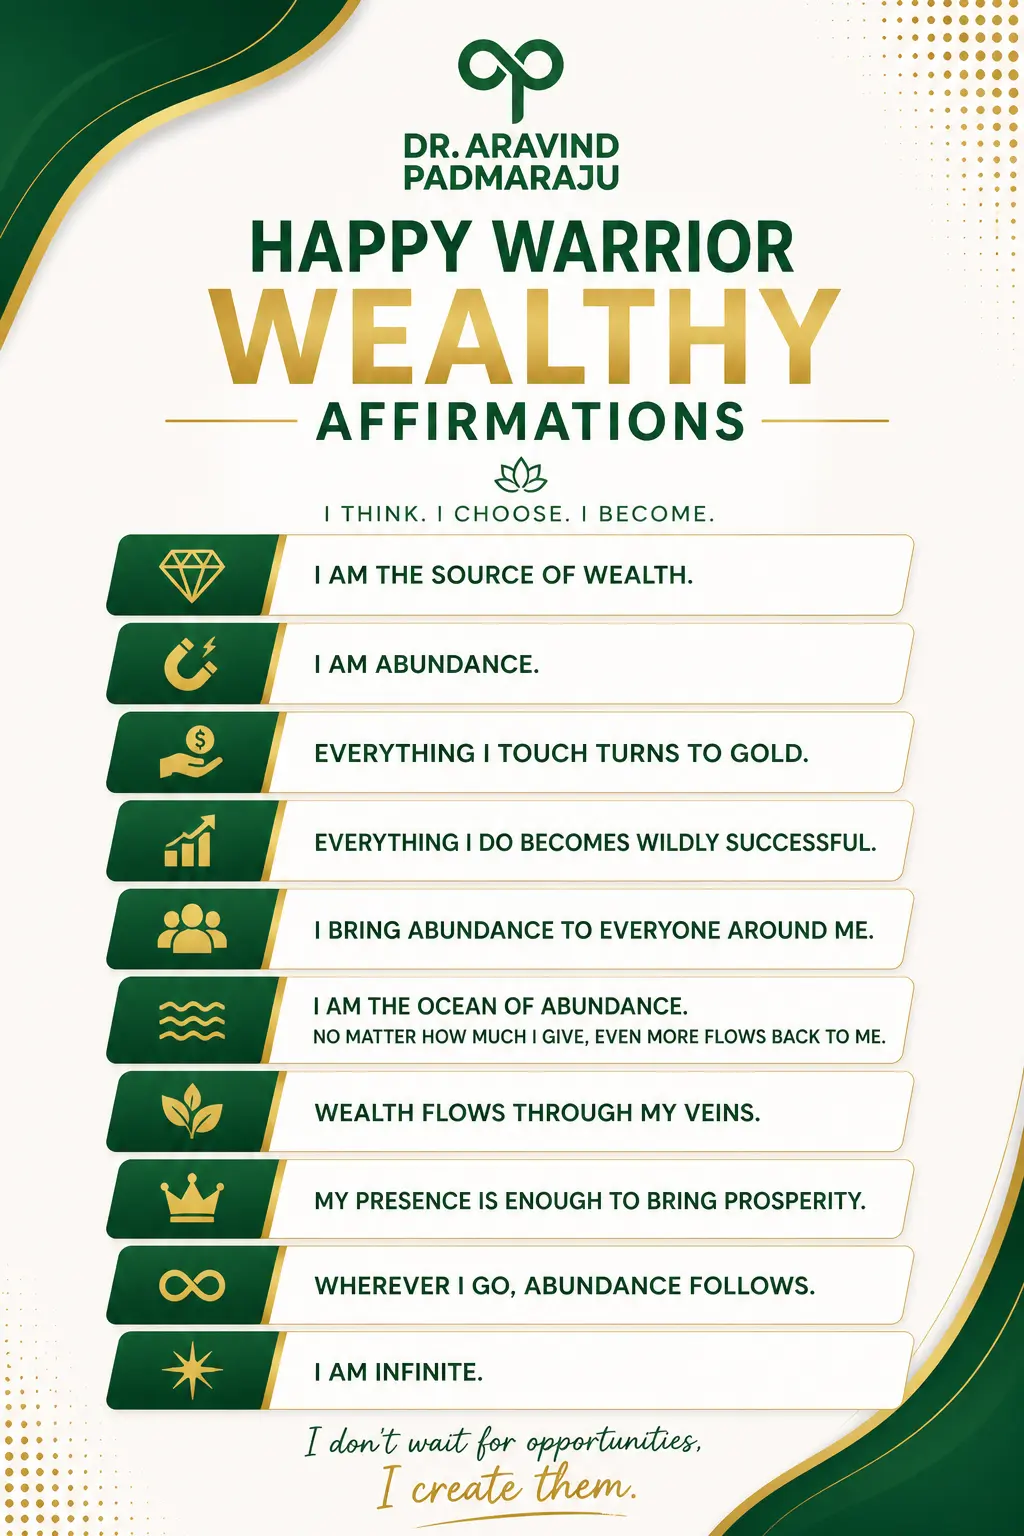 DR. ARAVIND
PADMARAJU
HAPPY WARRIOR
WEALTHY
AFFIRMATIONS
I THINK. I CHOOSE. I BECOME.
I AM THE SOURCE OF WEALTH.
I AM ABUNDANCE.
$
EVERYTHING I TOUCH TURNS TO GOLD.
EVERYTHING I DO BECOMES WILDLY SUCCESSFUL.
I BRING ABUNDANCE TO EVERYONE AROUND ME.
I AM THE OCEAN OF ABUNDANCE.
NO MATTER HOW MUCH I GIVE, EVEN MORE FLOWS BACK TO ME.
WEALTH FLOWS THROUGH MY VEINS.
MY PRESENCE IS ENOUGH TO BRING PROSPERITY.
WHEREVER I GO, ABUNDANCE FOLLOWS.
I AM INFINITE.
I don't wait for opportunities,
I create them.